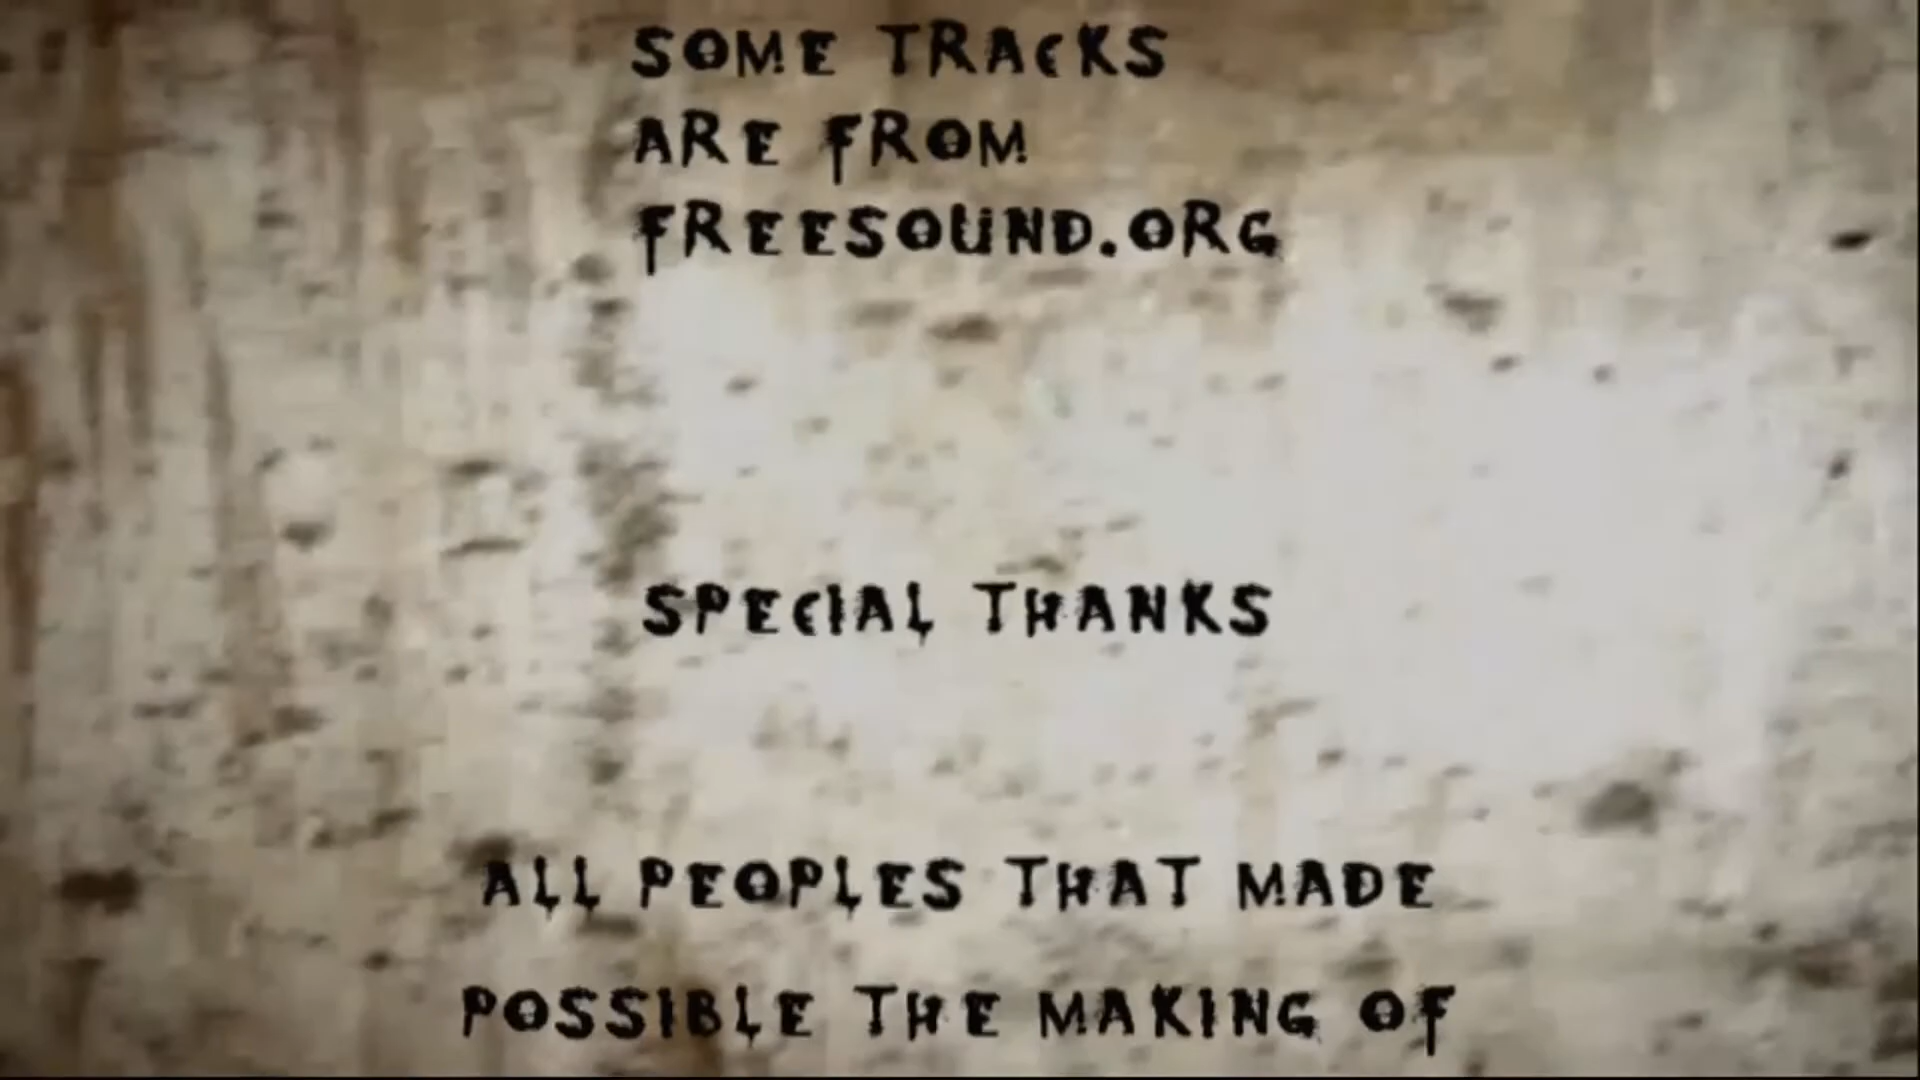 SOME TRACKS
ARE FROM
FREESOUND.ORG
SPECIAL THANKS
ALL PEOPLES THAT MADE
POSSIBLE THE MAKING OF